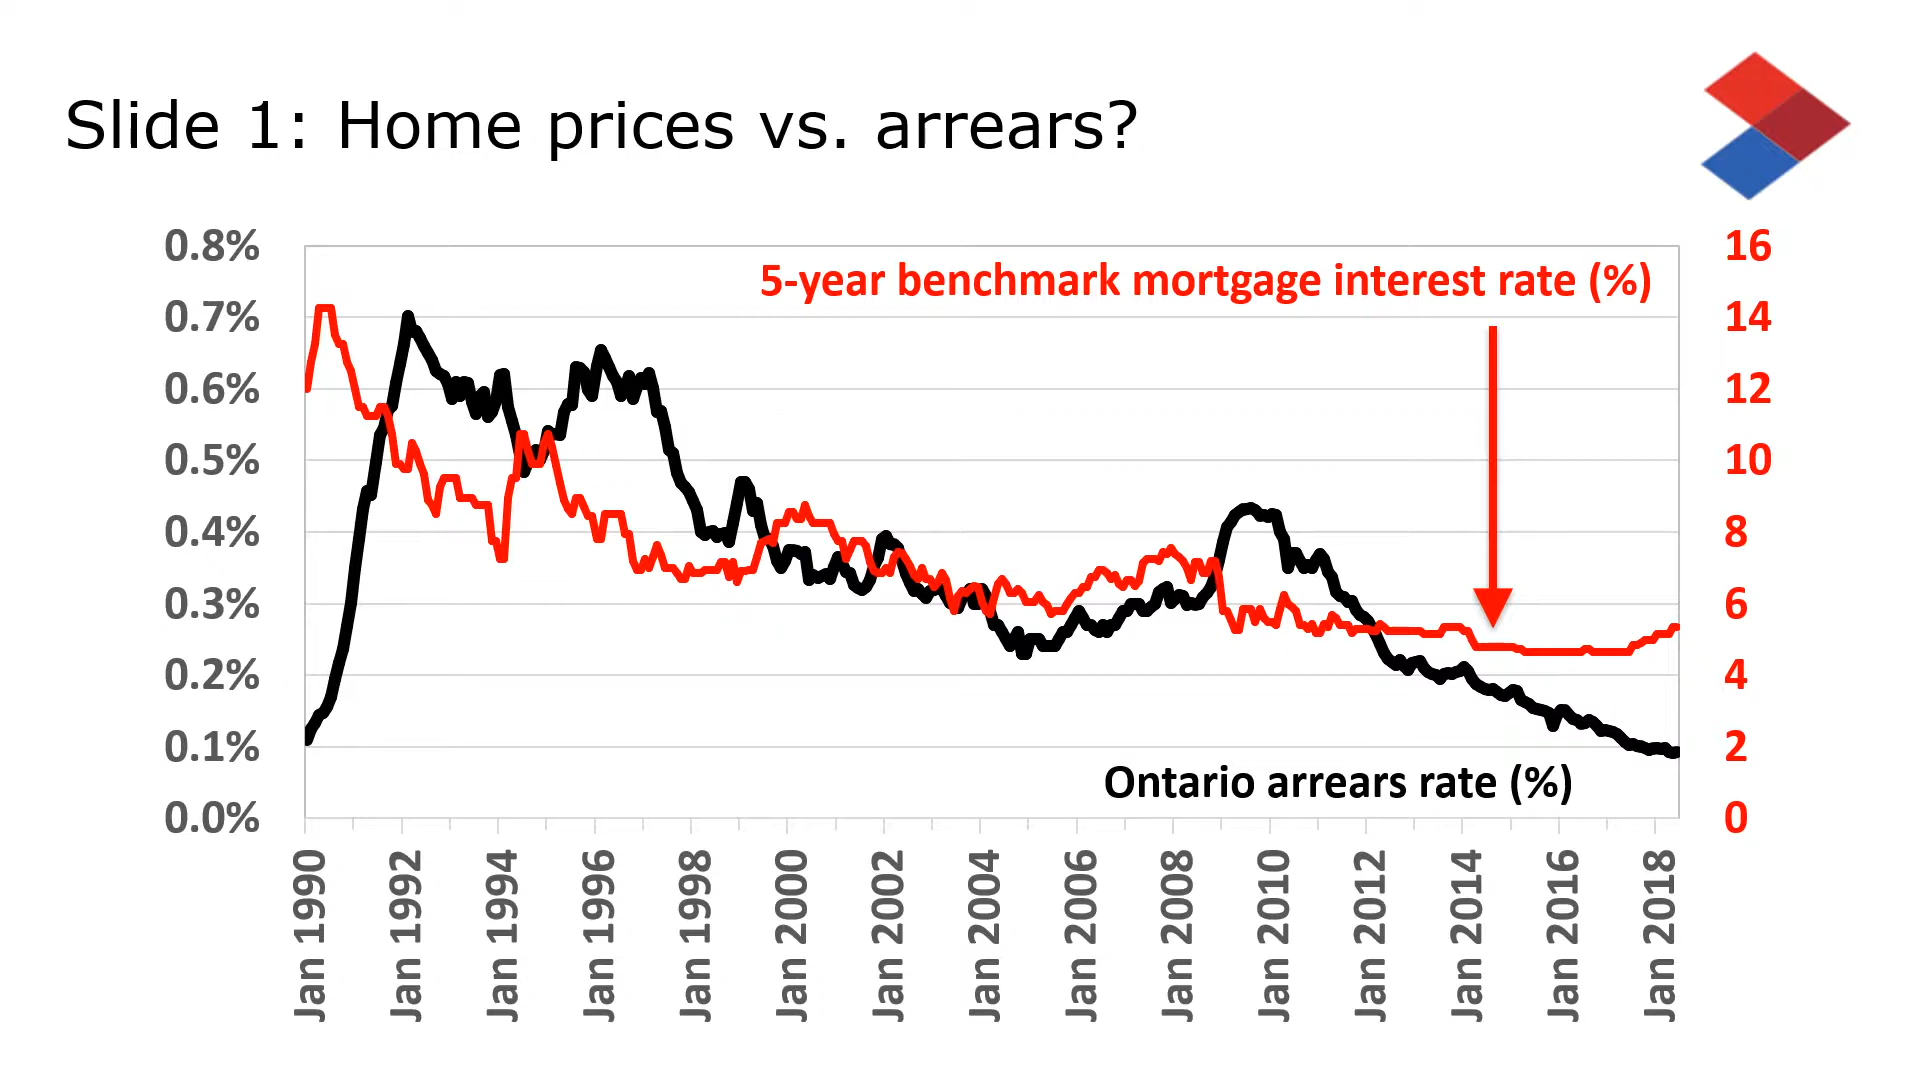 Slide 1: Home prices vs. arrears?
0.8%
0.7%
0.6%
0.5%
0.4%
0.3%
0.2%
0.1%
0.0%
5-year benchmark mortgage interest rate (%)
Ontario arrears rate (%)
16
14
12
10
8
6
4
2
0
Jan 1990
Jan 1992
Jan 1994
Jan 1996
Jan 1998
Jan 2000
Jan 2002
Jan 2004
Jan 2006
Jan 2008
Jan 2010
Jan 2012
Jan 2014
Jan 2016
Jan 2018